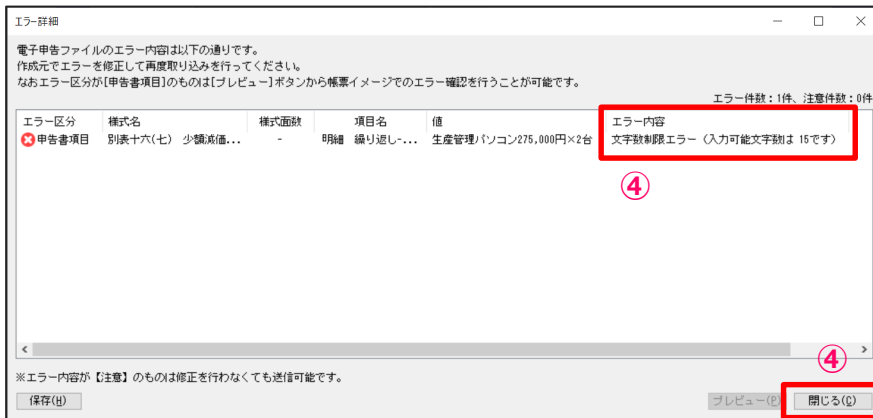 エラー詳細
電子申告ファイルのエラー内容は以下の通りです。
作成元でエラーを修正して再度取り込みを行ってください。
なおエラー区分が[申告書項目]のものは[プレビュー]ボタンから帳票イメージでのエラー確認を行うことが可能です。
エラー件数：1件、注意件数：0件
エラー区分 様式名 様式面数 項目名 値 エラー内容
申告書項目 別表十六(七) 少額減価... - 明細 繰り返し-... 生産管理パソコン275,000円×2台 文字数制限エラー（入力可能文字数は 15です）
④
④
※エラー内容が【注意】のものは修正を行わなくても送信可能です。
保存(H) プレビュー(P) 閉じる(C)